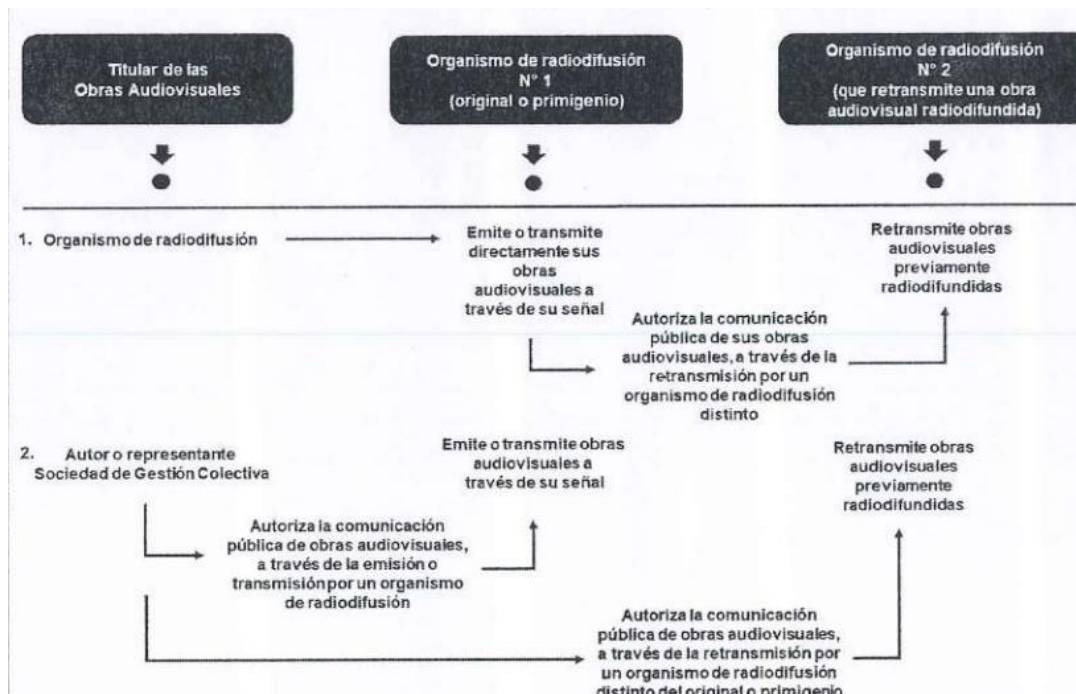 Titular de las
Obras Audiovisuales
Organismo de radiodifusión
N° 1
(original o primigenio)
Organismo de radiodifusión
N° 2
(que retransmite una obra
audiovisual radiodifundida)
1. Organismo de radiodifusión
Emite o transmite
directamente sus
obras
audiovisuales a
través de su señal
Autoriza la comunicación
pública de sus obras
audiovisuales, a través de la
retransmisión por un
organismo de radiodifusión
distinto
Retransmite obras
audiovisuales
previamente
radiodifundidas
2. Autor o representante
Sociedad de Gestión Colectiva
Autoriza la comunicación
pública de obras audiovisuales,
a través de la emisión o
transmisión por un organismo
de radiodifusión
Emite o transmite obras
audiovisuales a
través de su señal
Autoriza la comunicación
pública de obras audiovisuales,
a través de la retransmisión por
un organismo de radiodifusión
distinto del original o primigenio
Retransmite obras
audiovisuales
previamente
radiodifundidas